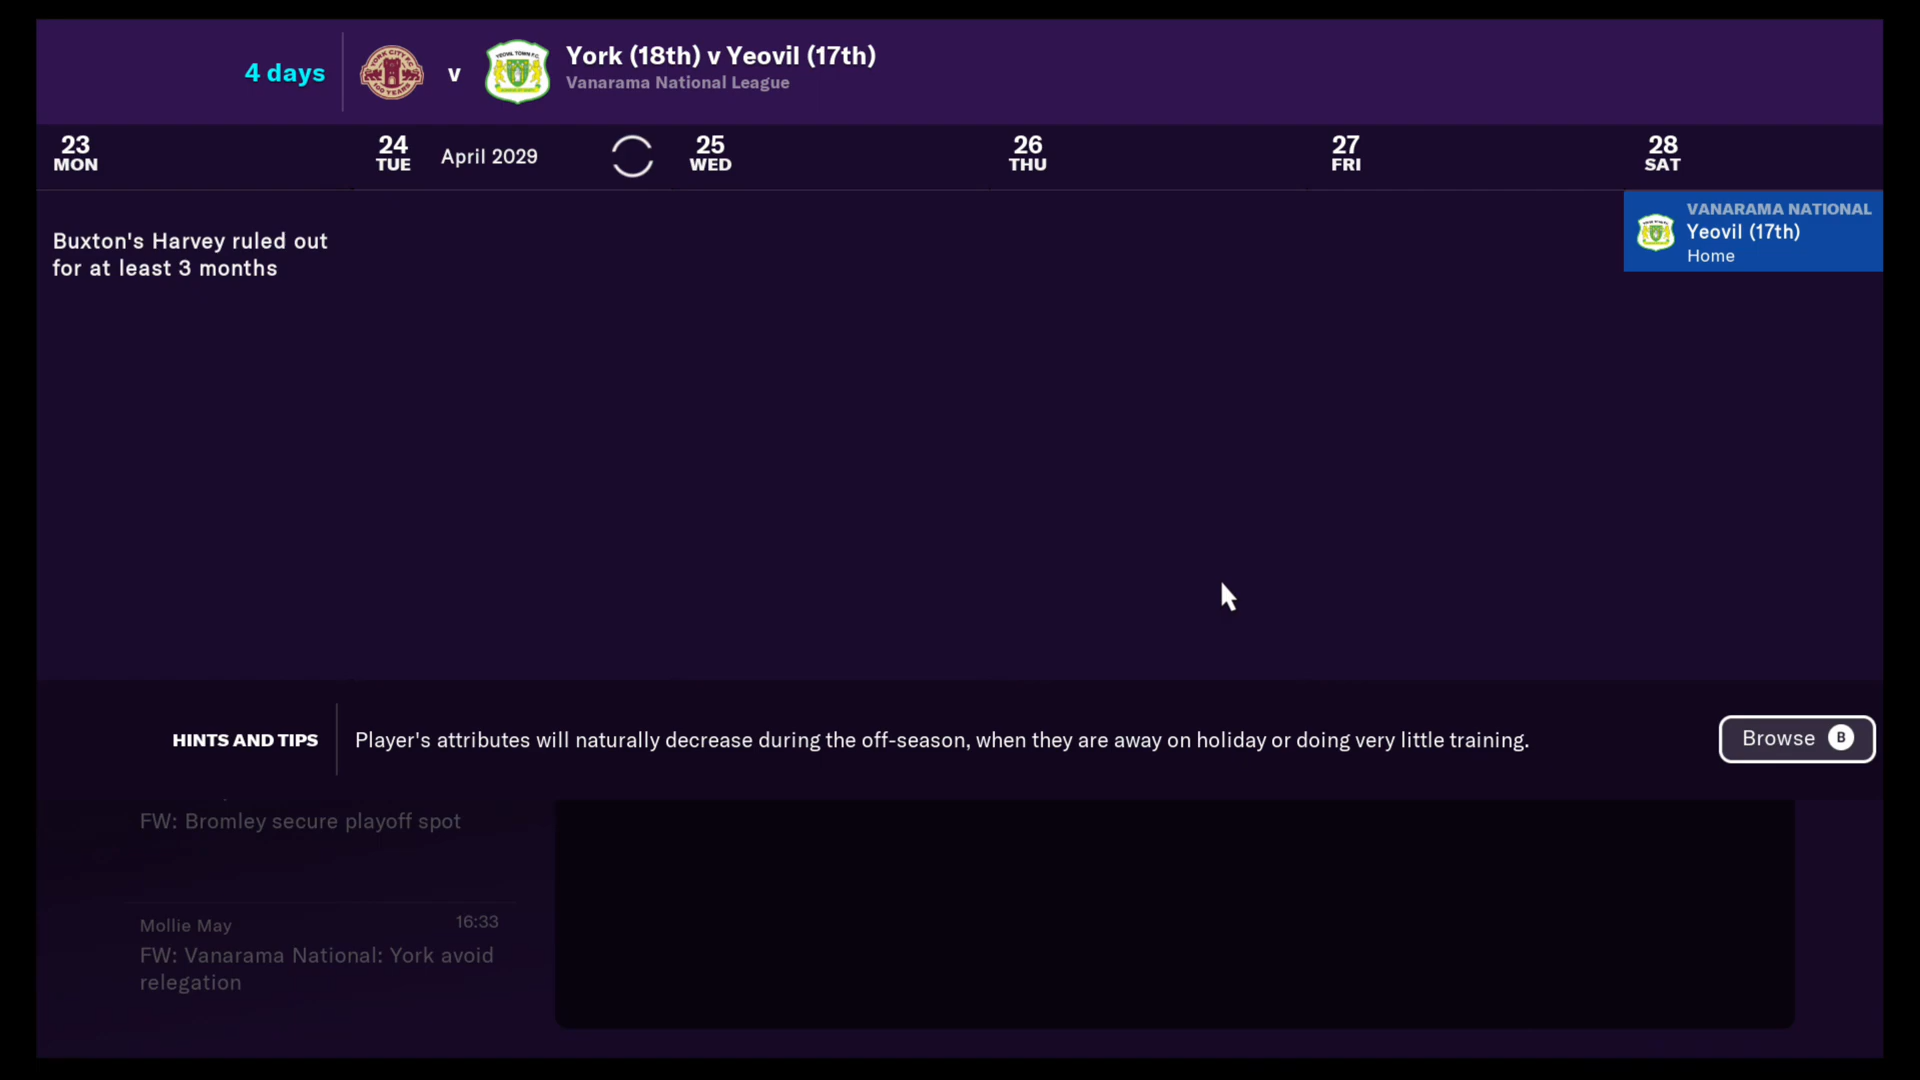 4 days
v
York (18th) v Yeovil (17th)
Vanarama National League
23
MON
24
TUE
April 2029
25
WED
26
THU
27
FRI
28
SAT
Buxton's Harvey ruled out
for at least 3 months
VANARAMA NATIONAL
Yeovil (17th)
Home
HINTS AND TIPS
Player's attributes will naturally decrease during the off-season, when they are away on holiday or doing very little training.
Browse B
FW: Bromley secure playoff spot
Mollie May
16:33
FW: Vanarama National: York avoid
relegation